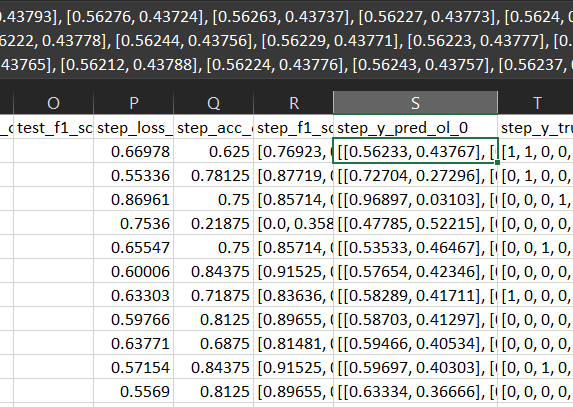 0.43793], [0.56276, 0.43724], [0.56263, 0.43737], [0.56227, 0.43773], [0.5624, 0.
6222, 0.43778], [0.56244, 0.43756], [0.56229, 0.43771], [0.56223, 0.43777], [0.
43765], [0.56212, 0.43788], [0.56224, 0.43776], [0.56243, 0.43757], [0.56237, 0
O P Q R S T
test_f1_sc step_loss_ step_acc_ step_f1_sc step_y_pred_ol_0 step_y_tru
0.66978 0.625 [0.76923, [[0.56233, 0.43767], [1, 1, 0, 0,
0.55336 0.78125 [0.87719, [[0.72704, 0.27296], [0, 1, 0, 0,
0.86961 0.75 [0.85714, [[0.96897, 0.03103], [0, 0, 0, 1,
0.7536 0.21875 [0.0, 0.358 [[0.47785, 0.52215], [0, 0, 0, 0,
0.65547 0.75 [0.85714, [[0.53533, 0.46467], [0, 0, 1, 0,
0.60006 0.84375 [0.91525, [[0.57654, 0.42346], [0, 0, 0, 0,
0.63303 0.71875 [0.83636, [[0.58289, 0.41711], [1, 0, 0, 0,
0.59766 0.8125 [0.89655, [[0.58703, 0.41297], [0, 0, 0, 0,
0.63771 0.6875 [0.81481, [[0.59466, 0.40534], [0, 0, 0, 0,
0.57154 0.84375 [0.91525, [[0.59697, 0.40303], [0, 0, 1, 0,
0.5569 0.8125 [0.89655, [[0.63334, 0.36666], [0, 0, 0, 0,